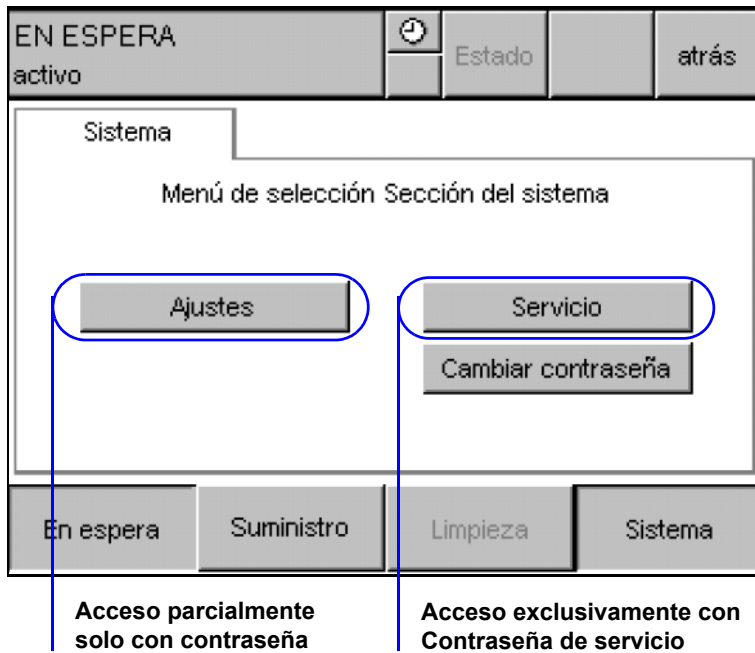 EN ESPERA
activo
Estado
atrás
Sistema
Menú de selección Sección del sistema
Ajustes
Servicio
Cambiar contraseña
En espera
Suministro
Limpieza
Sistema
Acceso parcialmente
solo con contraseña
Acceso exclusivamente con
Contraseña de servicio